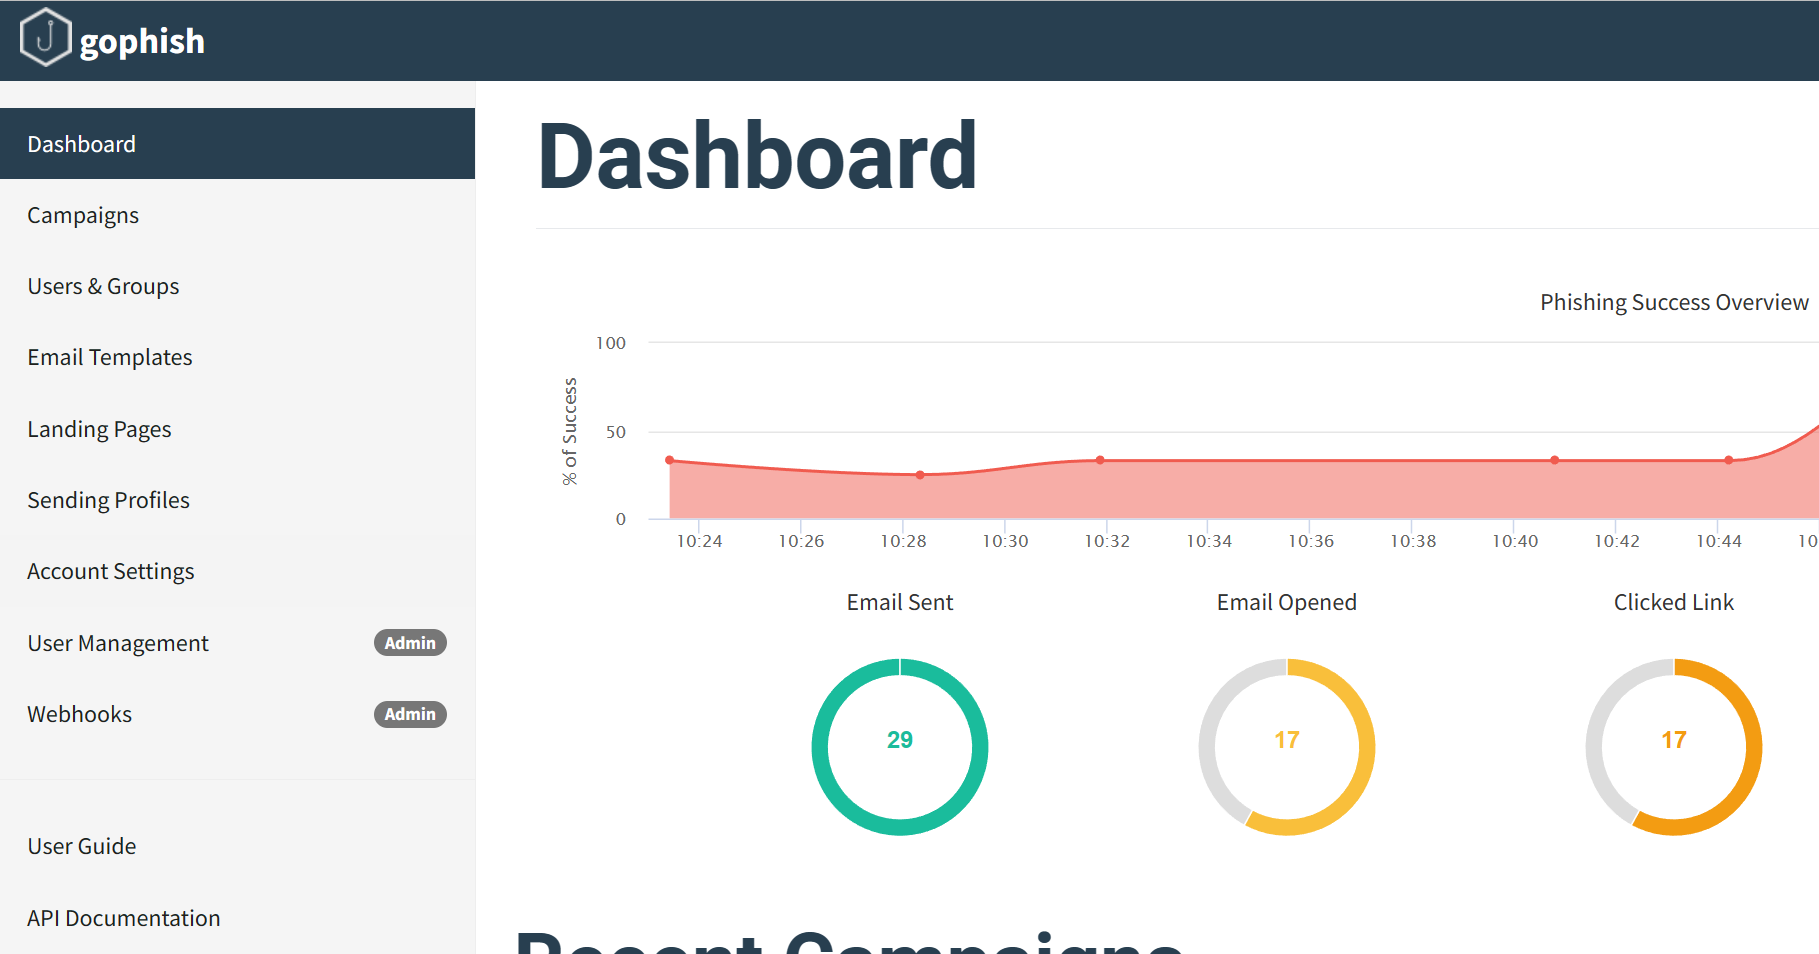 gophish
Dashboard
Campaigns
Users & Groups
Email Templates
Landing Pages
Sending Profiles
Account Settings
User Management Admin
Webhooks Admin
User Guide
API Documentation
Dashboard
Phishing Success Overview
% of Success
100
50
0
10:24 10:26 10:28 10:30 10:32 10:34 10:36 10:38 10:40 10:42 10:44 10
Email Sent Email Opened Clicked Link
29 17 17
Recent Campaigns